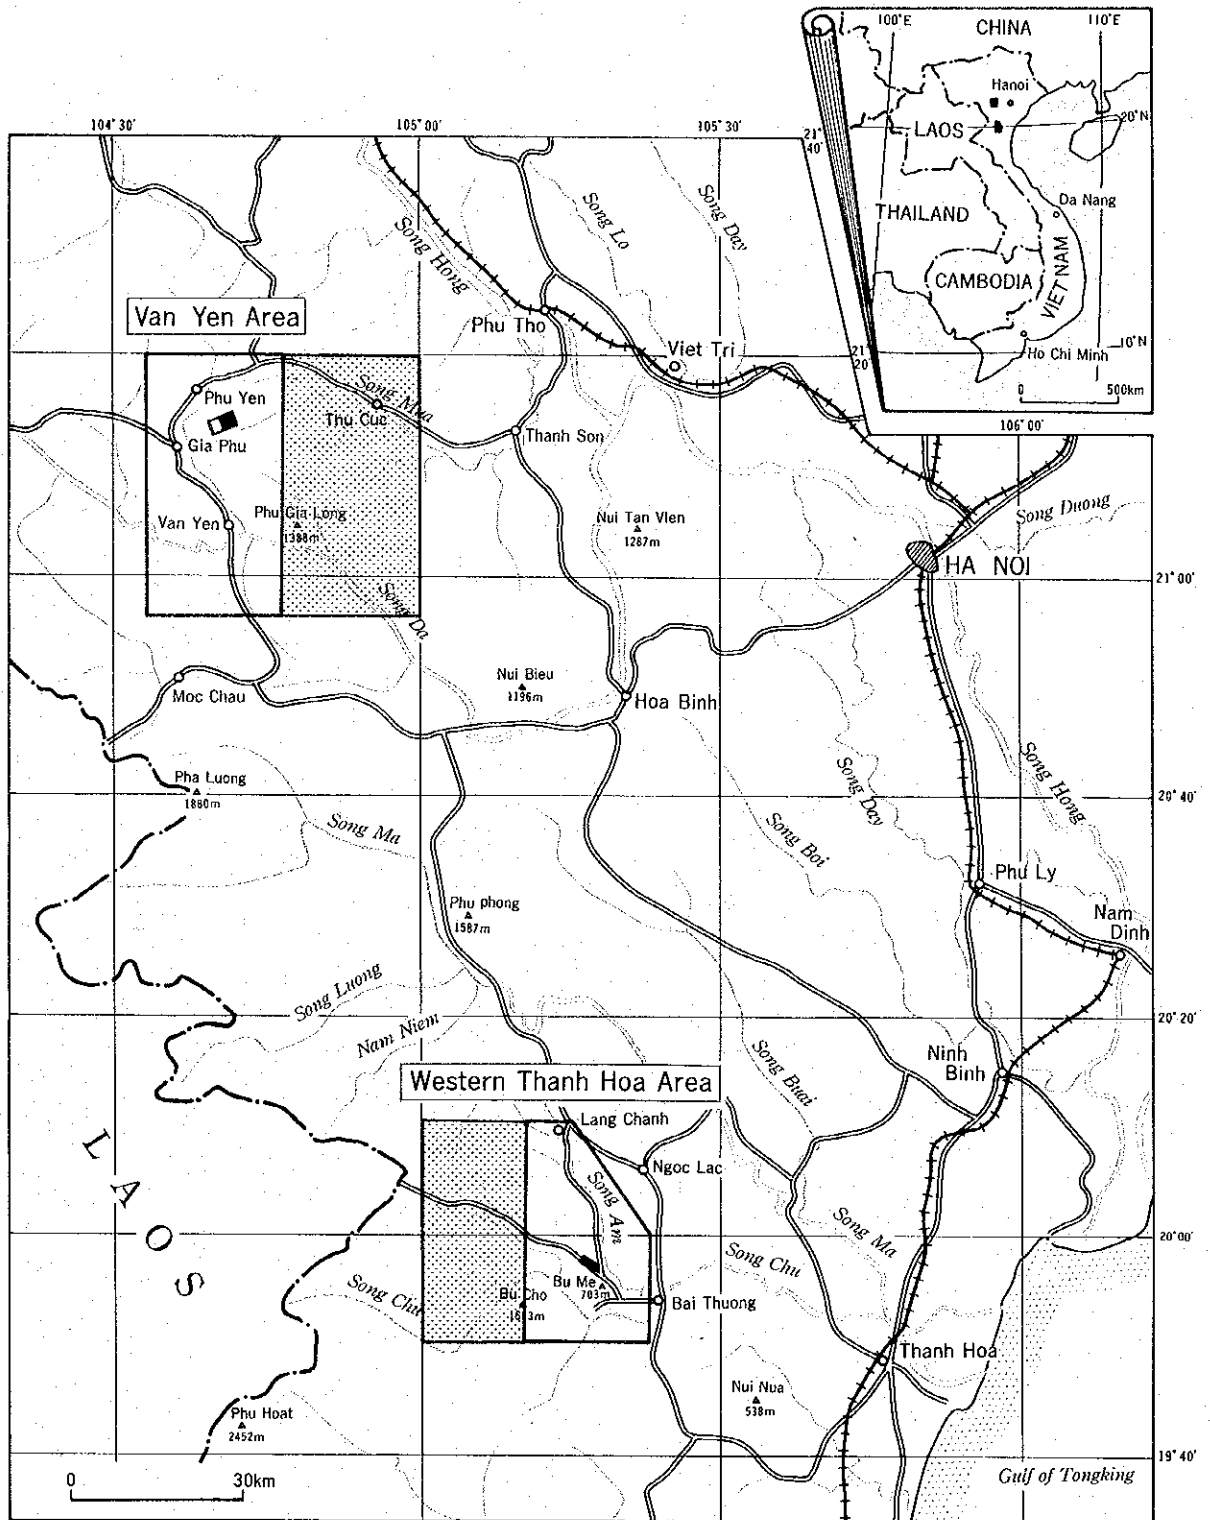 100°E
110°E
CHINA
Hanoi
20°N
LAOS
Da Nang
THAILAND
CAMBODIA
VIET NAM
10°N
Ho Chi Minh
0
500km
104°30'
105°00'
105°30'
21°
40'
Song Lo
Song Day
Song Hong
Van Yen Area
Phu Tho
Viet Tri
21°
20'
106°00'
Phu Yen
Song Mua
Thu Cuc
Gia Phu
Thanh Son
Song Duong
Van Yen
Phu Gia Long
1388m
Nui Tan Vien
1287m
HA NOI
21°00'
Song Da
Nui Bieu
1196m
Moc Chau
Hoa Binh
Song Hong
Pha Luong
1880m
Song Day
20°40'
Song Ma
Song Boi
Phu Ly
Phu phong
1587m
Nam
Dinh
Song Luong
Nam Niem
20°20'
Ninh
Binh
Song Buai
Western Thanh Hoa Area
Lang Chanh
Ngoc Lac
LAOS
Song Am
Song Ma
20°00'
Song Chu
Song Chu
Bu Me
703m
Bu Cho
Bai Thuong
Thanh Hoa
Nui Nua
538m
Phu Hoat
2452m
19°40'
0
30km
Gulf of Tongking